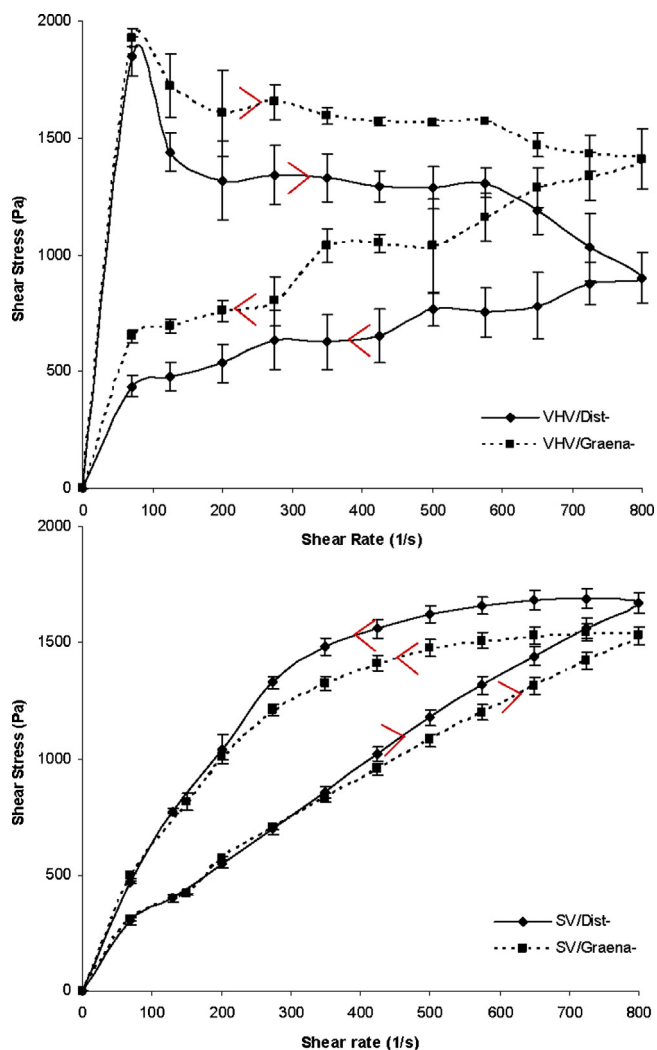 2000
1500
1000
500
0
Shear Stress (Pa)
VHV/Dist-
VHV/Graena-
0 100 200 300 400 500 600 700 800
Shear Rate (1/s)
2000
1500
1000
500
0
Shear Stress (Pa)
SV/Dist-
SV/Graena-
0 100 200 300 400 500 600 700 800
Shear rate (1/s)